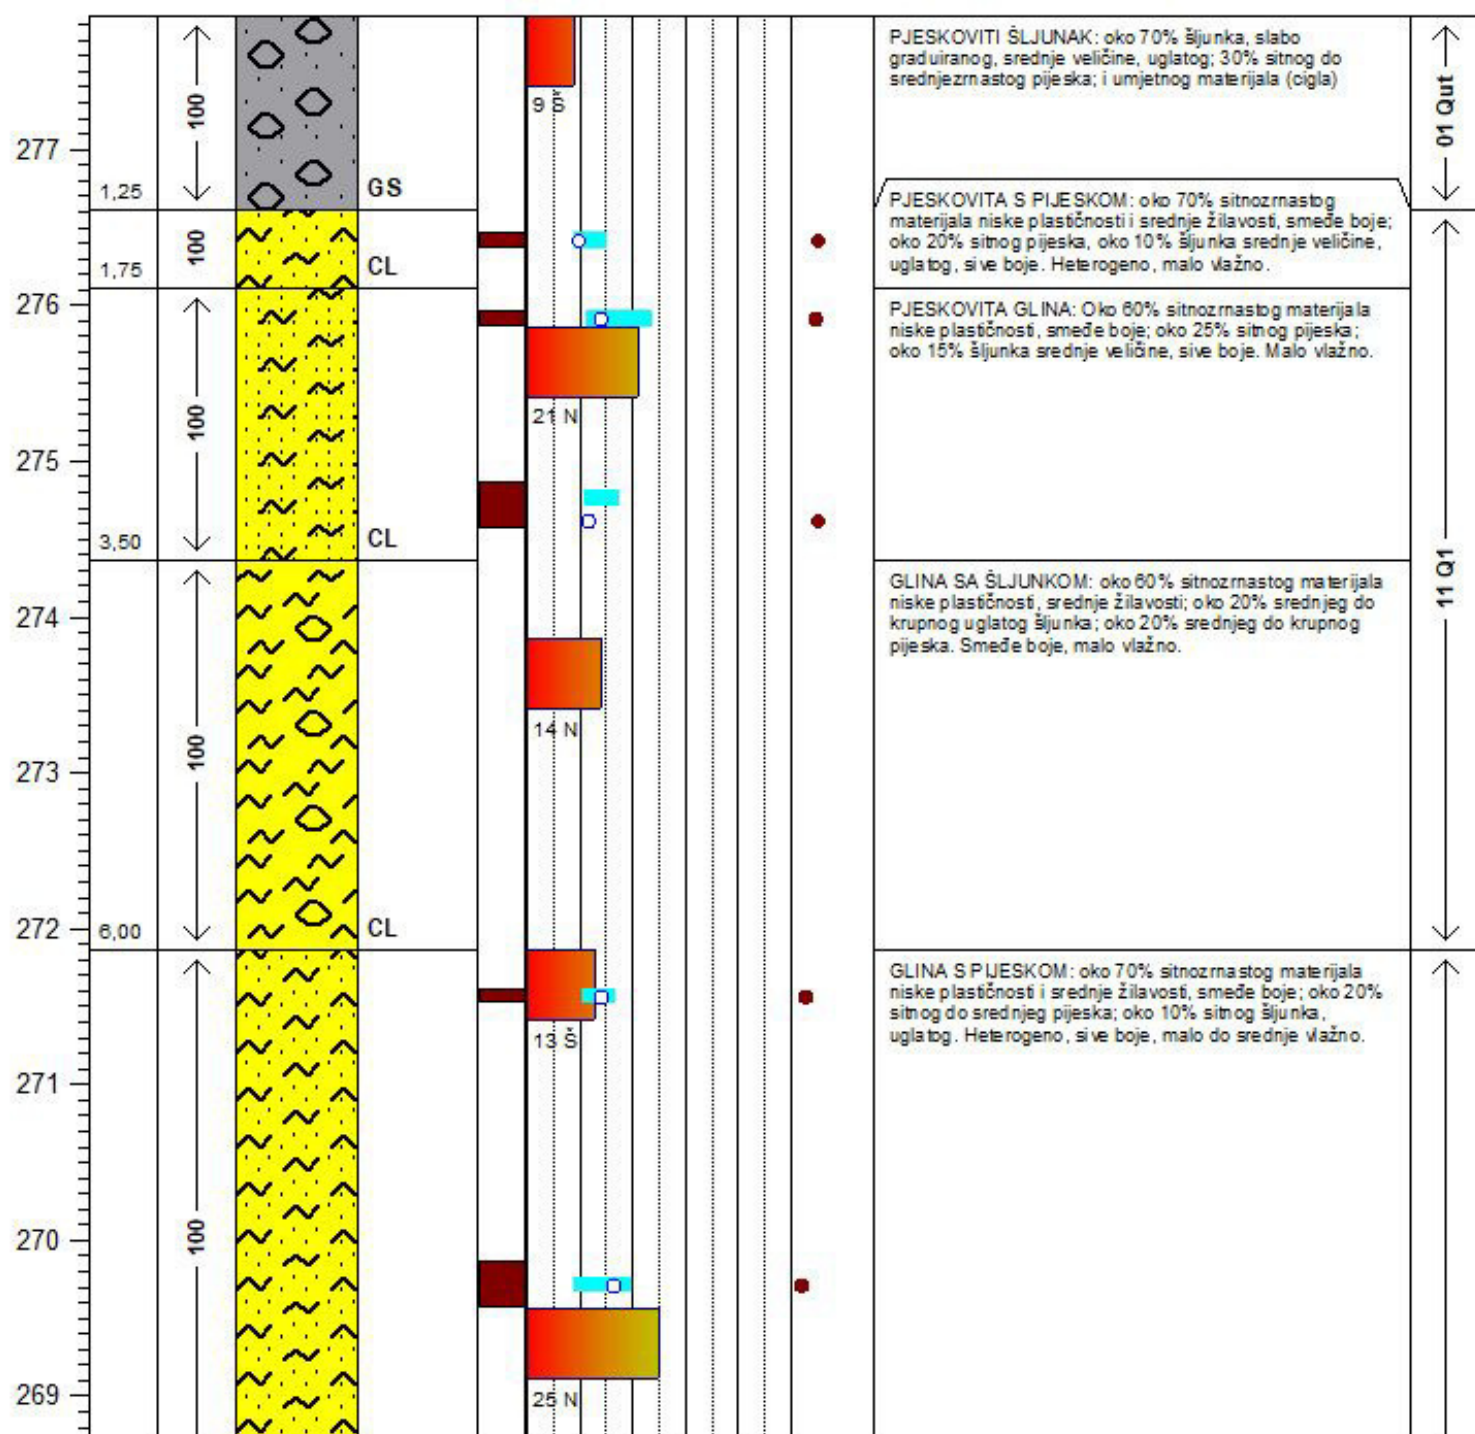 PJESKOVITI ŠLJUNAK: oko 70% šljunka, slabo
graduiranog, srednje veličine, uglatog; 30% sitnog do
srednjezrnastog pijeska; i umjetnog materijala (cigla)
9 Š
100
01 Qut
277
1,25
GS
PJESKOVITA S PIJESKOM: oko 70% sitnozrnastog
materijala niske plastičnosti i srednje žilavosti, smeđe boje;
oko 20% sitnog pijeska, oko 10% šljunka srednje veličine,
uglatog, sive boje. Heterogeno, malo vlažno.
100
1,75
CL
276
PJESKOVITA GLINA: Oko 60% sitnozrnastog materijala
niske plastičnosti, smeđe boje; oko 25% sitnog pijeska;
oko 15% šljunka srednje veličine, sive boje. Malo vlažno.
21 N
100
275
3,50
CL
11 Q1
GLINA SA ŠLJUNKOM: oko 60% sitnozrnastog materijala
niske plastičnosti, srednje žilavosti; oko 20% srednjeg do
krupnog uglatog šljunka; oko 20% srednjeg do krupnog
pijeska. Smeđe boje, malo vlažno.
274
14 N
100
273
272
6,00
CL
GLINA S PIJESKOM: oko 70% sitnozrnastog materijala
niske plastičnosti i srednje žilavosti, smeđe boje; oko 20%
sitnog do srednjeg pijeska; oko 10% sitnog šljunka,
uglatog. Heterogeno, sive boje, malo do srednje vlažno.
13 Š
271
100
270
269
25 N